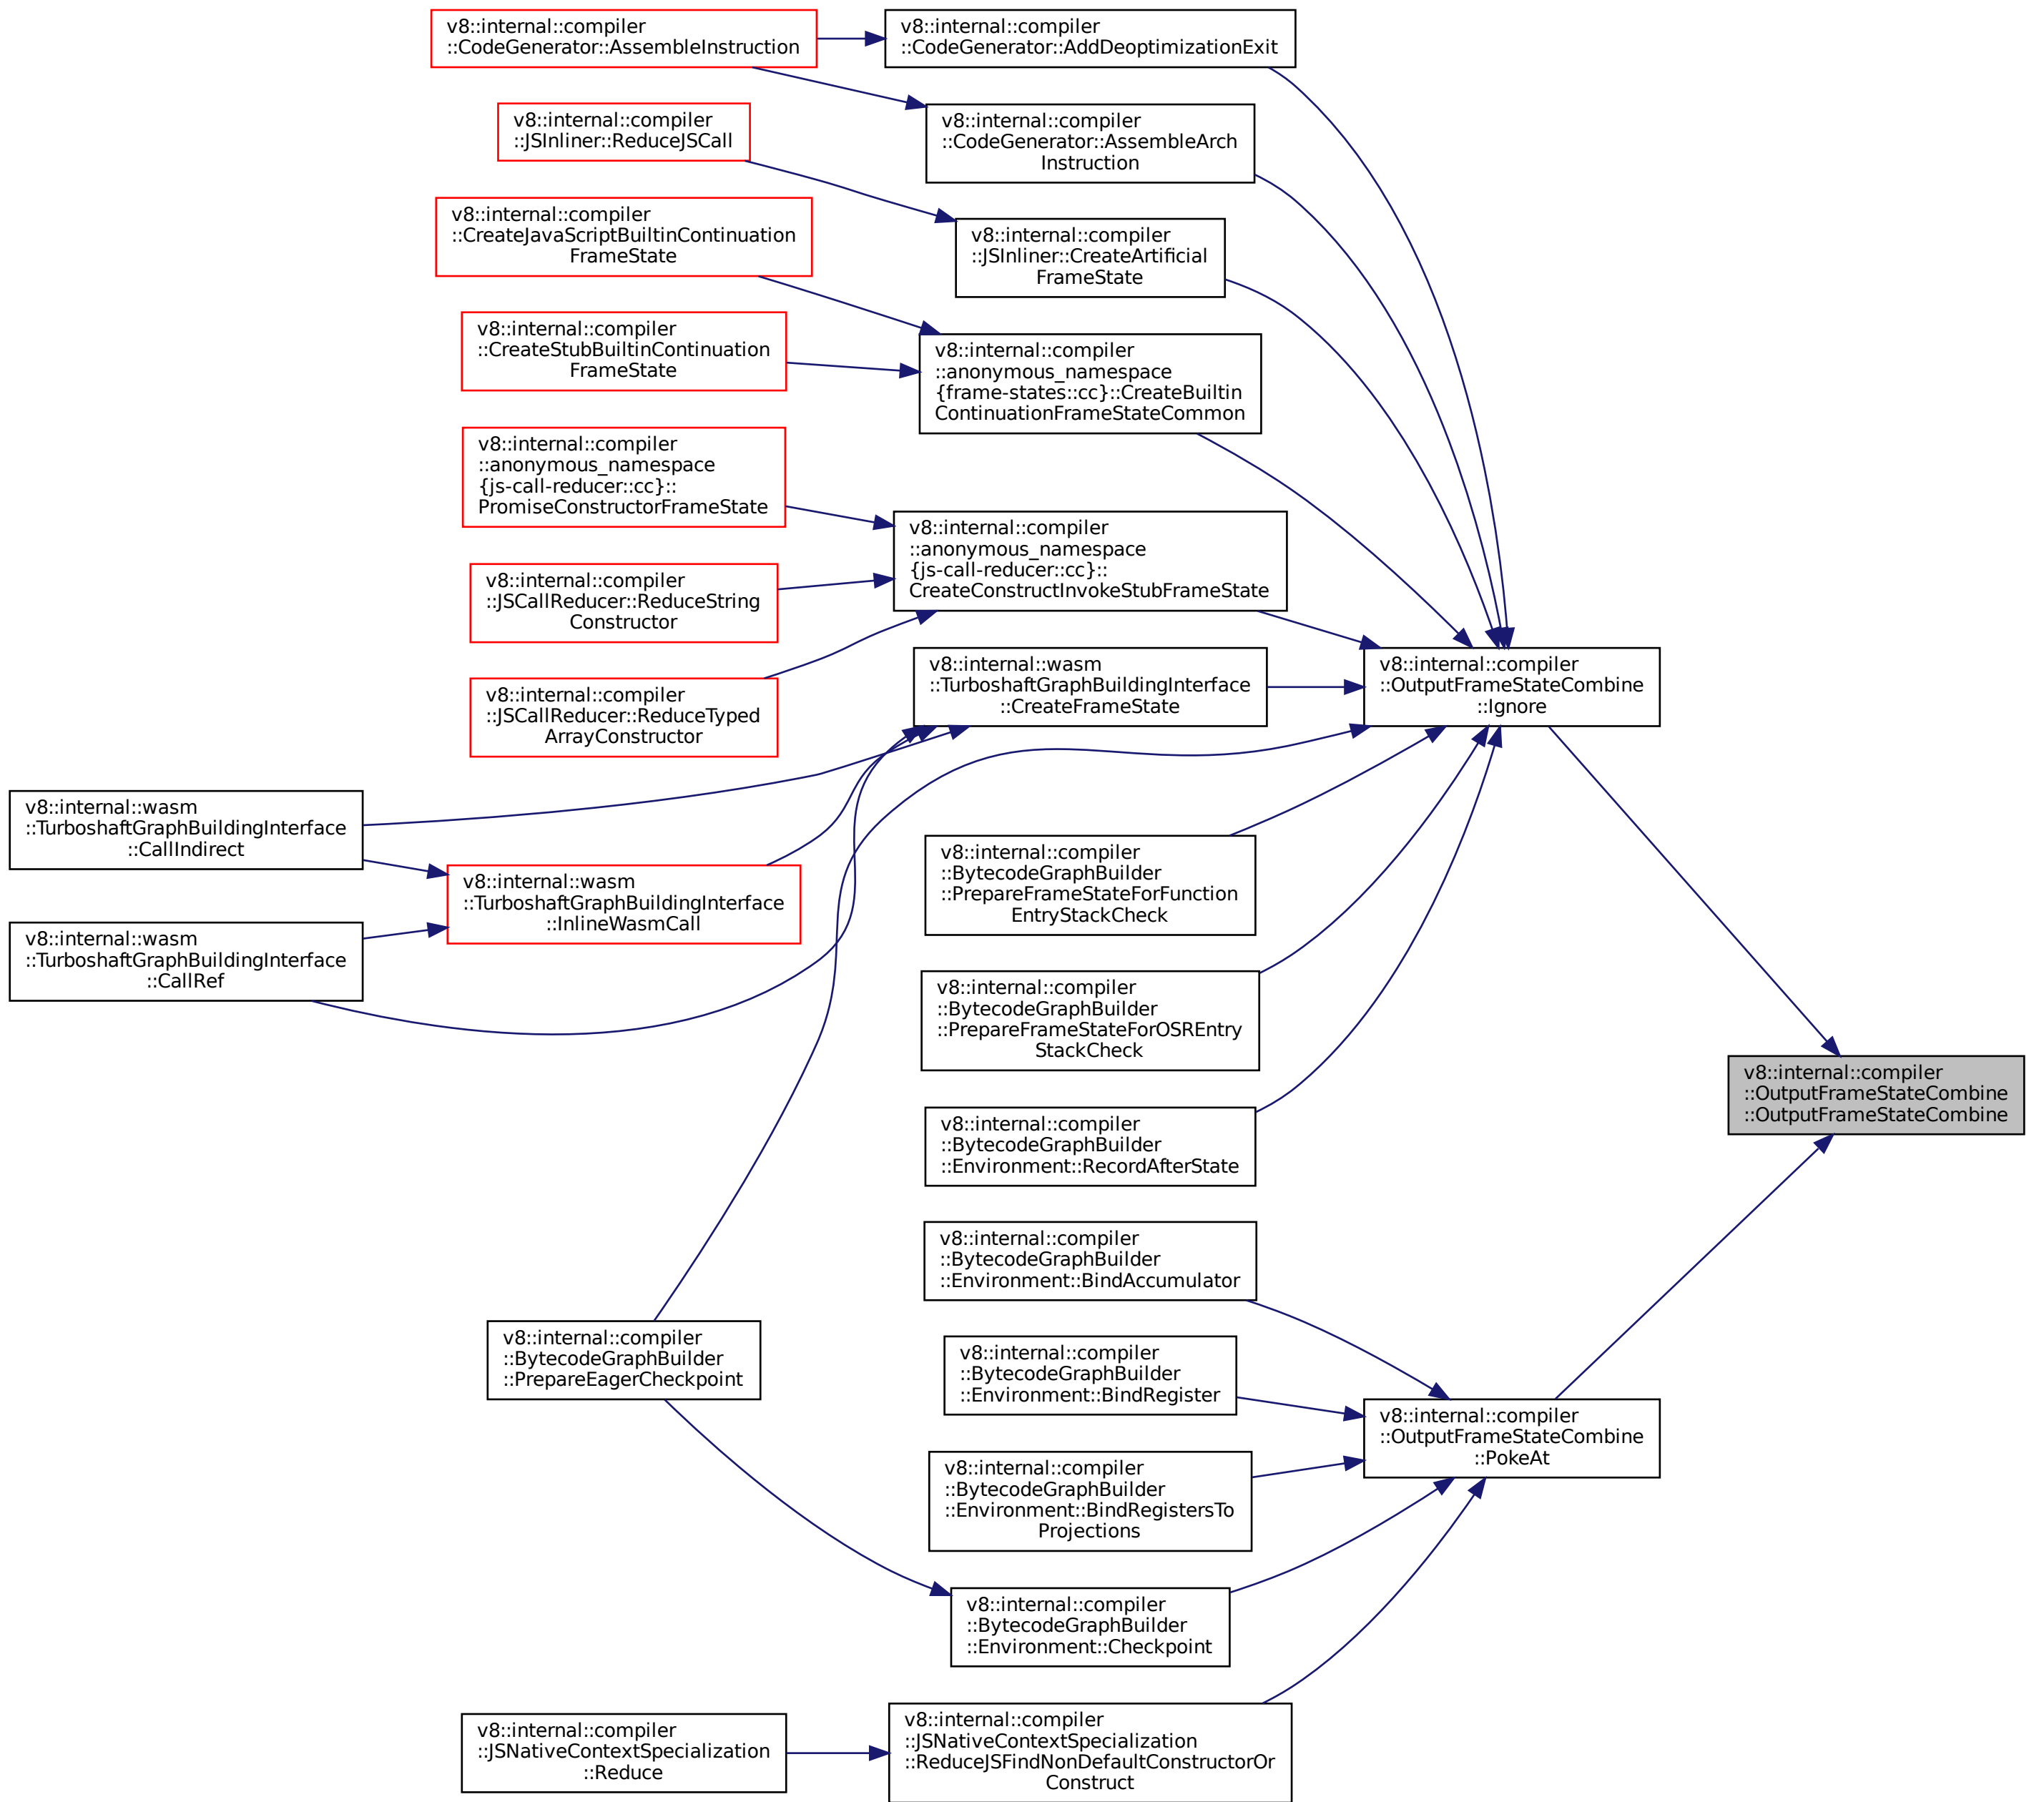 v8::internal::compiler
::CodeGenerator::AssembleInstruction
v8::internal::compiler
::CodeGenerator::AddDeoptimizationExit
v8::internal::compiler
::JSInliner::ReduceJSCall
v8::internal::compiler
::CodeGenerator::AssembleArch
Instruction
v8::internal::compiler
::CreateJavaScriptBuiltinContinuation
FrameState
v8::internal::compiler
::JSInliner::CreateArtificial
FrameState
v8::internal::compiler
::CreateStubBuiltinContinuation
FrameState
v8::internal::compiler
::anonymous_namespace
{frame-states::cc}::CreateBuiltin
ContinuationFrameStateCommon
v8::internal::compiler
::anonymous_namespace
{js-call-reducer::cc}::
PromiseConstructorFrameState
v8::internal::compiler
::anonymous_namespace
{js-call-reducer::cc}::
CreateConstructInvokeStubFrameState
v8::internal::compiler
::JSCallReducer::ReduceString
Constructor
v8::internal::compiler
::JSCallReducer::ReduceTyped
ArrayConstructor
v8::internal::wasm
::TurboshaftGraphBuildingInterface
::CreateFrameState
v8::internal::compiler
::OutputFrameStateCombine
::Ignore
v8::internal::wasm
::TurboshaftGraphBuildingInterface
::CallIndirect
v8::internal::wasm
::TurboshaftGraphBuildingInterface
::InlineWasmCall
v8::internal::compiler
::BytecodeGraphBuilder
::PrepareFrameStateForFunction
EntryStackCheck
v8::internal::wasm
::TurboshaftGraphBuildingInterface
::CallRef
v8::internal::compiler
::BytecodeGraphBuilder
::PrepareFrameStateForOSREntry
StackCheck
v8::internal::compiler
::OutputFrameStateCombine
::OutputFrameStateCombine
v8::internal::compiler
::BytecodeGraphBuilder
::Environment::RecordAfterState
v8::internal::compiler
::BytecodeGraphBuilder
::Environment::BindAccumulator
v8::internal::compiler
::BytecodeGraphBuilder
::PrepareEagerCheckpoint
v8::internal::compiler
::BytecodeGraphBuilder
::Environment::BindRegister
v8::internal::compiler
::OutputFrameStateCombine
::PokeAt
v8::internal::compiler
::BytecodeGraphBuilder
::Environment::BindRegistersTo
Projections
v8::internal::compiler
::BytecodeGraphBuilder
::Environment::Checkpoint
v8::internal::compiler
::JSNativeContextSpecialization
::Reduce
v8::internal::compiler
::JSNativeContextSpecialization
::ReduceJSFindNonDefaultConstructorOr
Construct